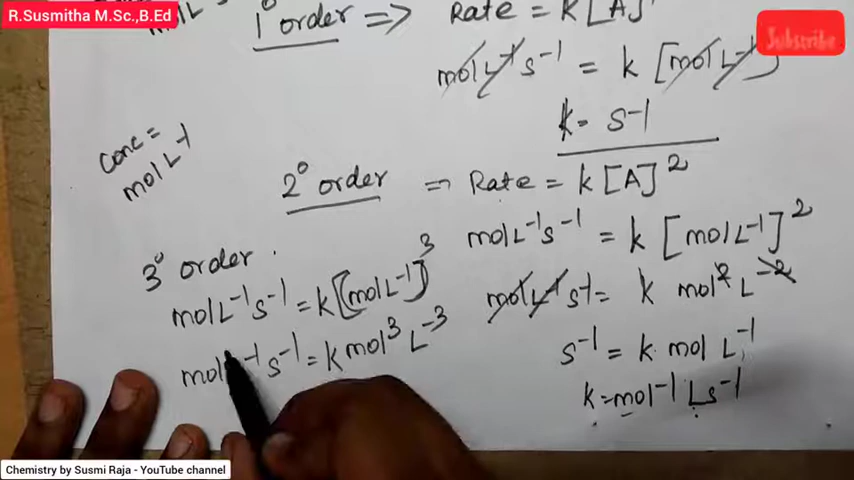 R.Susmitha M.Sc.,B.Ed
Subscribe
mol L
1° order => Rate = k[A]¹
mol L⁻¹ s⁻¹ = k [mol L⁻¹]
k = s⁻¹
conc =
mol L⁻¹
2° order => Rate = k[A]²
mol L⁻¹ s⁻¹ = k [mol L⁻¹]²
mol L⁻¹ s⁻¹ = k mol² L⁻²
s⁻¹ = k mol L⁻¹
k = mol⁻¹ L s⁻¹
3° order.
mol L⁻¹ s⁻¹ = k [mol L⁻¹]³
mol ⁻¹ s⁻¹ = k mol³ L⁻³
Chemistry by Susmi Raja - YouTube channel